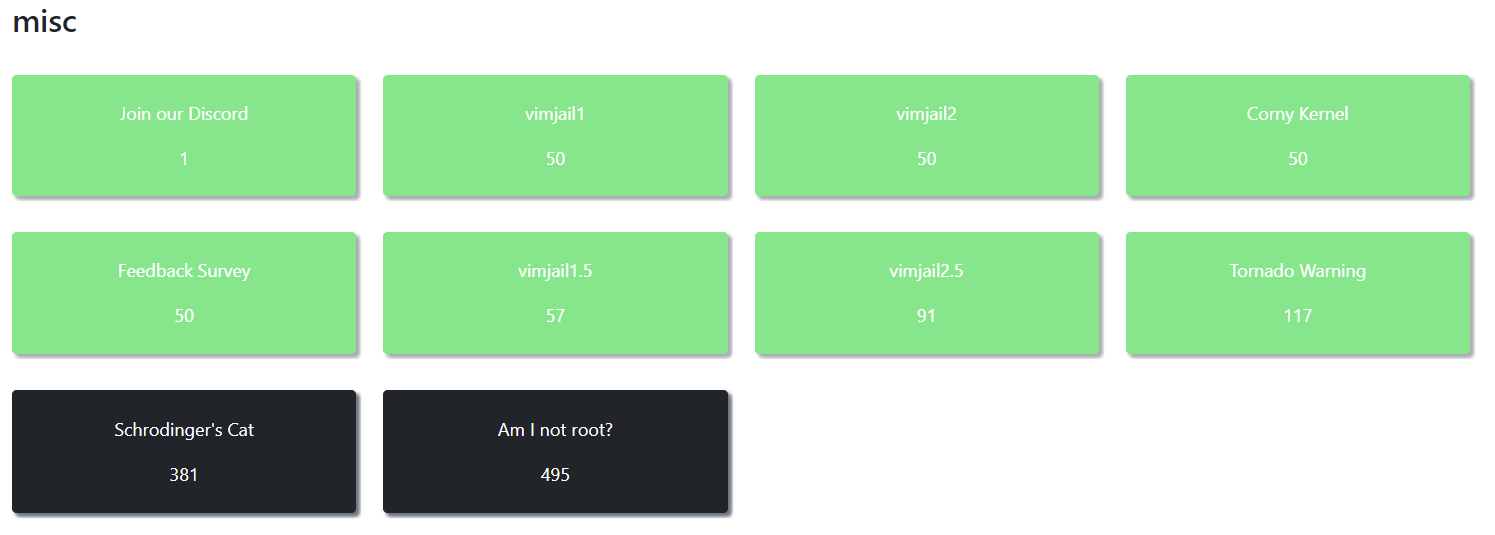 misc
Join our Discord
1
vimjail1
50
vimjail2
50
Corny Kernel
50
Feedback Survey
50
vimjail1.5
57
vimjail2.5
91
Tornado Warning
117
Schrodinger's Cat
381
Am I not root?
495